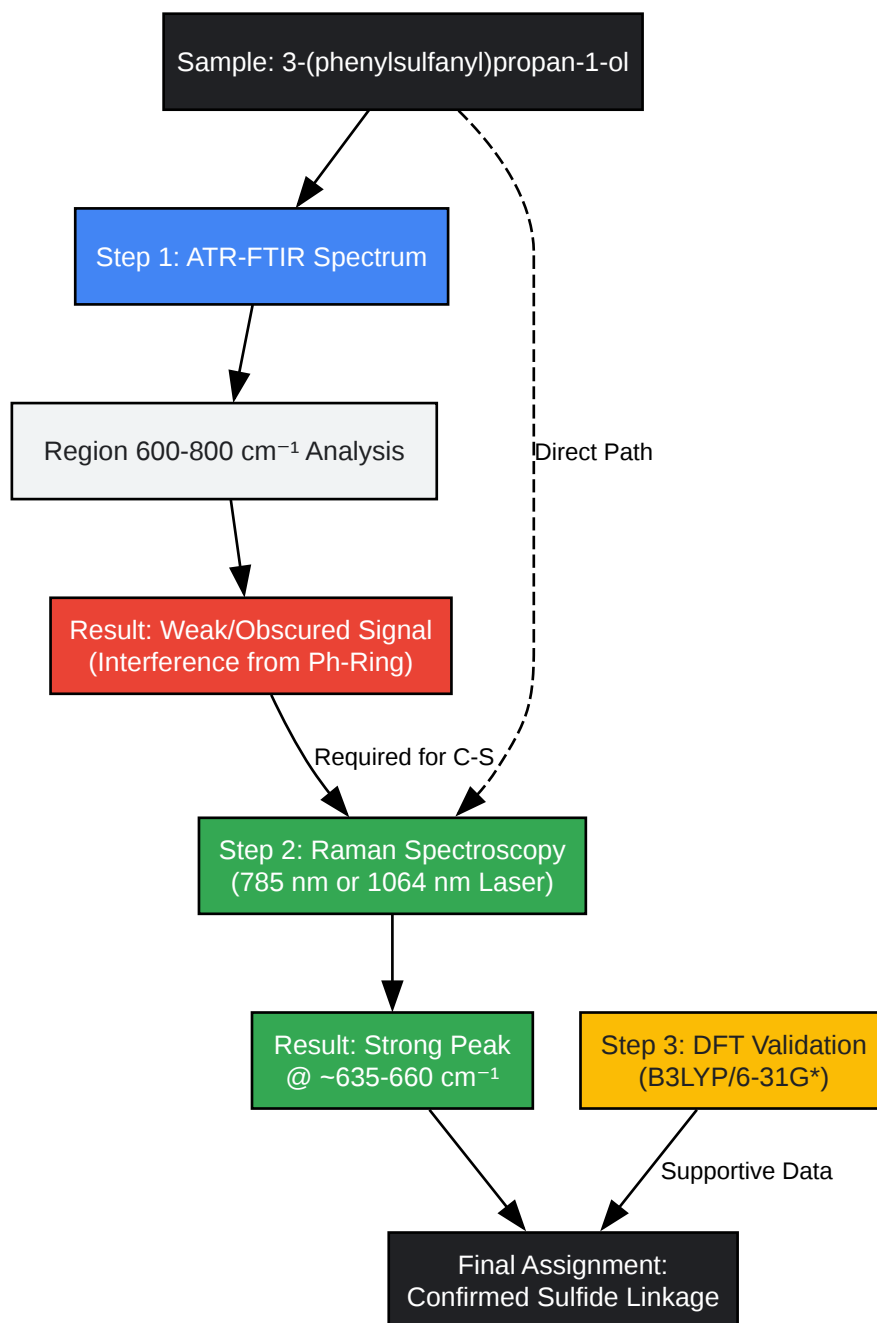 Sample: 3-(phenylsulfanyl)propan-1-ol
Step 1: ATR-FTIR Spectrum
Region 600-800 cm⁻¹ Analysis
Direct Path
Result: Weak/Obscured Signal
(Interference from Ph-Ring)
Required for C-S
Step 2: Raman Spectroscopy
(785 nm or 1064 nm Laser)
Result: Strong Peak
@ ~635-660 cm⁻¹
Step 3: DFT Validation
(B3LYP/6-31G*)
Supportive Data
Final Assignment:
Confirmed Sulfide Linkage